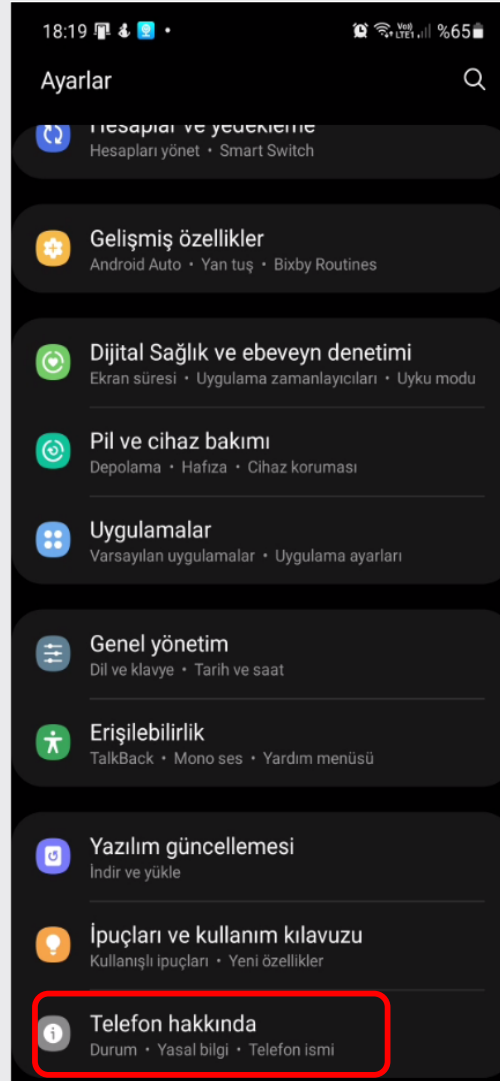 18:19 %65
Ayarlar
Hesaplar ve yedekleme
Hesapları yönet • Smart Switch
Gelişmiş özellikler
Android Auto • Yan tuş • Bixby Routines
Dijital Sağlık ve ebeveyn denetimi
Ekran süresi • Uygulama zamanlayıcıları • Uyku modu
Pil ve cihaz bakımı
Depolama • Hafıza • Cihaz koruması
Uygulamalar
Varsayılan uygulamalar • Uygulama ayarları
Genel yönetim
Dil ve klavye • Tarih ve saat
Erişilebilirlik
TalkBack • Mono ses • Yardım menüsü
Yazılım güncellemesi
İndir ve yükle
İpuçları ve kullanım kılavuzu
Kullanışlı ipuçları • Yeni özellikler
Telefon hakkında
Durum • Yasal bilgi • Telefon ismi